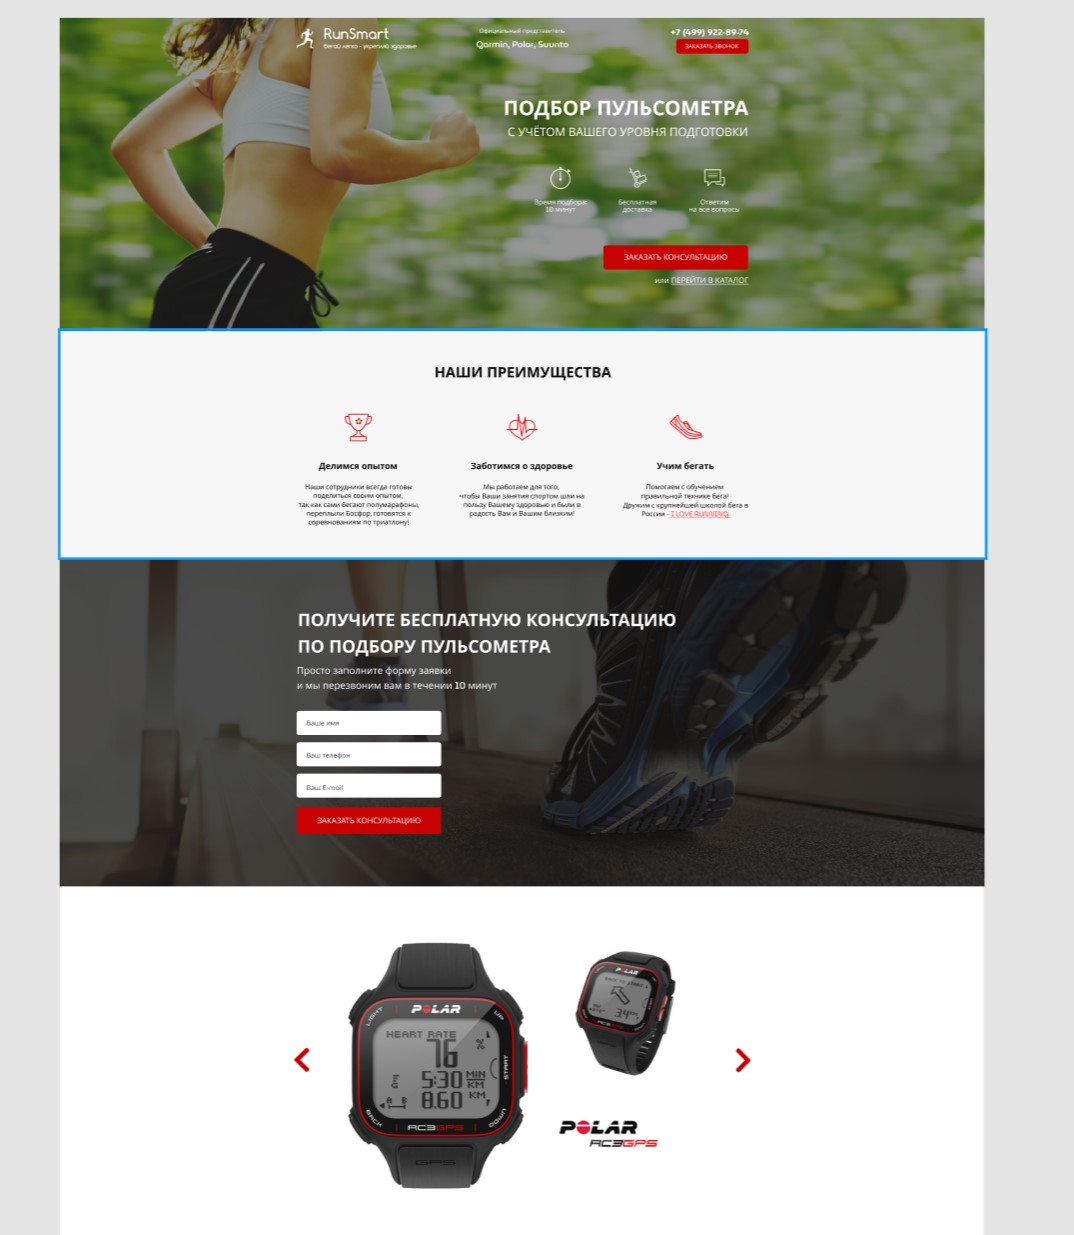 RunSmart
бегай легко - укрепляй здоровье
Официальный представитель
Garmin, Polar, Suunto
+7 (499) 922-89-74
ЗАКАЗАТЬ ЗВОНОК
ПОДБОР ПУЛЬСОМЕТРА
С УЧЁТОМ ВАШЕГО УРОВНЯ ПОДГОТОВКИ
Время подбора:
10 минут
Бесплатная
доставка
Ответим
на все вопросы
ЗАКАЗАТЬ КОНСУЛЬТАЦИЮ
или ПЕРЕЙТИ В КАТАЛОГ
НАШИ ПРЕИМУЩЕСТВА
Делимся опытом
Наши сотрудники всегда готовы
поделиться своим опытом,
так как сами бегают полумарафоны,
переплыли Босфор, готовятся к
соревнованиям по триатлону!
Заботимся о здоровье
Мы работаем для того,
чтобы Ваши занятия спортом шли на
пользу Вашему здоровью и были в
радость Вам и Вашим близким!
Учим бегать
Помогаем с обучением
правильной технике бега!
Дружим с крупнейшей школой бега в
России - I LOVE RUNNING.
ПОЛУЧИТЕ БЕСПЛАТНУЮ КОНСУЛЬТАЦИЮ
ПО ПОДБОРУ ПУЛЬСОМЕТРА
Просто заполните форму заявки
и мы перезвоним вам в течении 10 минут
Ваше имя
Ваш телефон
Ваш E-mail
ЗАКАЗАТЬ КОНСУЛЬТАЦИЮ
LIGHT
POLAR
UP
HEART RATE
76 %
5:30 MIN KM
A B 8.60 KM
START
BACK
RC3GPS
DOWN
GPS
POLAR
BACK TO START
3.4
RC3GPS
POLAR
RC3GPS